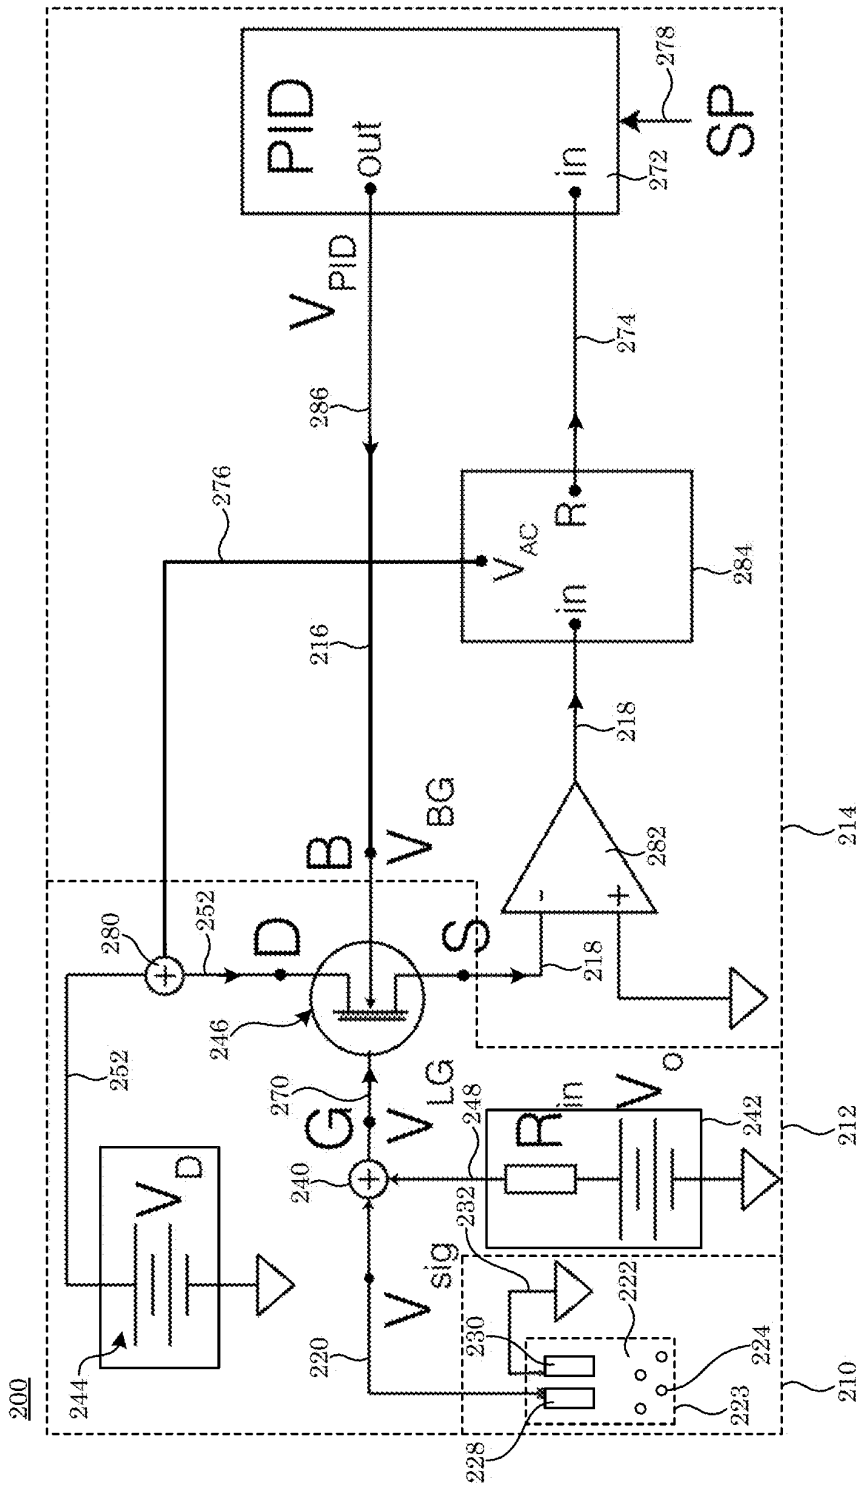 200
244
V D
252
280
252
276
D
246
270
G
V LG
240
248
232
V sig
220
R in
V o
242
230
228
222
224
223
210
212
B
V BG
S
218
-
+
282
218
214
216
286
V PID
PID
out
in
272
278
SP
274
V AC
in
R
284
+
+